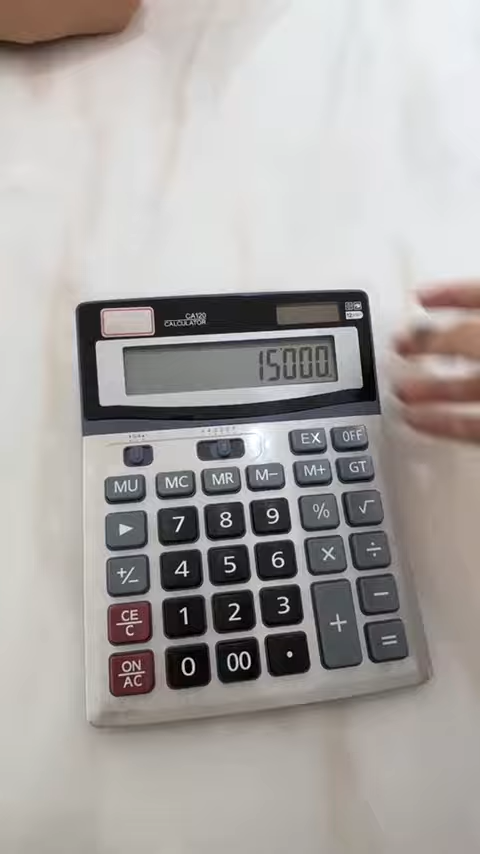 CA120
CALCULATOR
15000.
EX OFF
MU MC MR M− M+ GT
▶ 7 8 9 % √
+/− 4 5 6 × ÷
CE/C 1 2 3 + −
ON/AC 0 00 . =